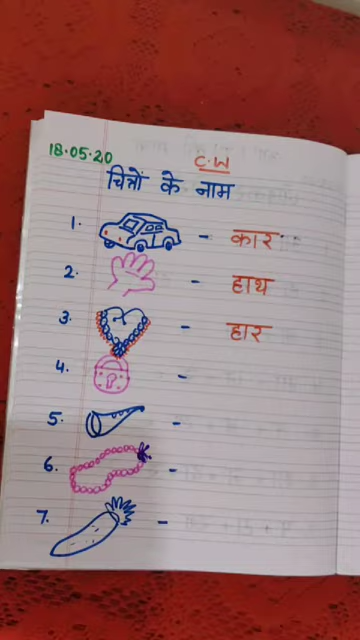 18.05.20
C.W
चित्रों के नाम
1. - कार
2. - हाथ
3. - हार
4. -
5. -
6. -
7. -